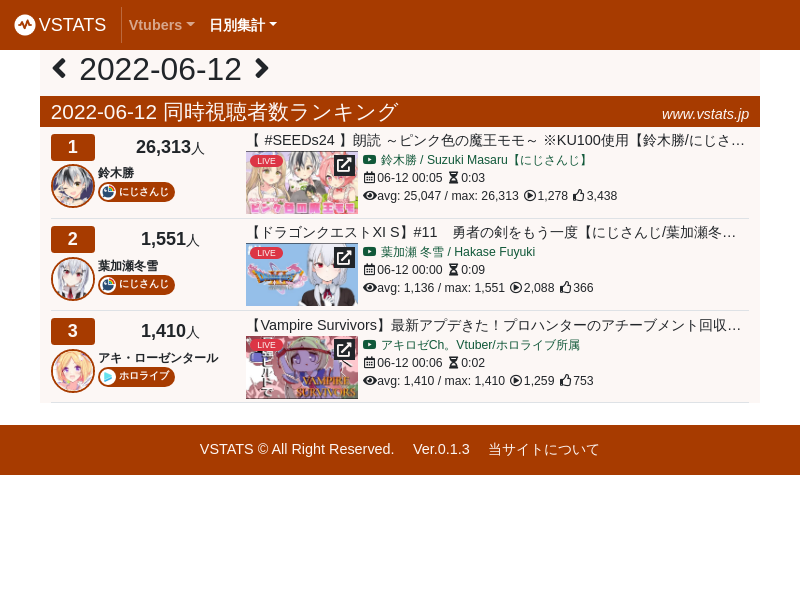 VSTATS Vtubers 日別集計
2022-06-12
2022-06-12 同時視聴者数ランキング www.vstats.jp
1 26,313人
鈴木勝
にじさんじ
【 #SEEDs24 】朗読 ～ピンク色の魔王モモ～ ※KU100使用【鈴木勝/にじさ…
LIVE
ピンク色の魔王モモ
鈴木勝 / Suzuki Masaru【にじさんじ】
06-12 00:05 0:03
avg: 25,047 / max: 26,313 1,278 3,438
2 1,551人
葉加瀬冬雪
にじさんじ
【ドラゴンクエストXI S】#11　勇者の剣をもう一度【にじさんじ/葉加瀬冬…
LIVE
葉加瀬 冬雪 / Hakase Fuyuki
06-12 00:00 0:09
avg: 1,136 / max: 1,551 2,088 366
3 1,410人
アキ・ローゼンタール
ホロライブ
【Vampire Survivors】最新アプデきた！プロハンターのアチーブメント回収…
LIVE
VAMPIRE
SURVIVORS
アキロゼCh。Vtuber/ホロライブ所属
06-12 00:06 0:02
avg: 1,410 / max: 1,410 1,259 753
VSTATS © All Right Reserved. Ver.0.1.3 当サイトについて